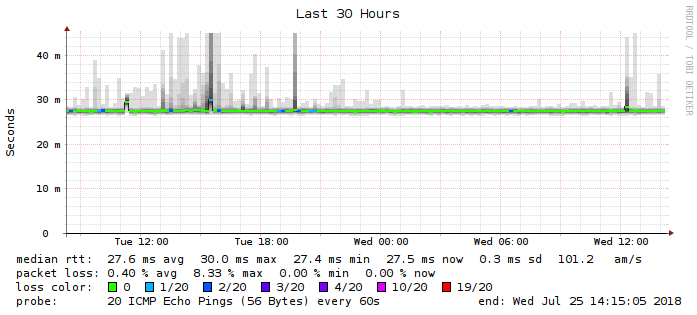 Last 30 Hours
RRDTOOL / TOBI OETIKER
Seconds
40 m
30 m
20 m
10 m
0
Tue 12:00 Tue 18:00 Wed 00:00 Wed 06:00 Wed 12:00
median rtt: 27.6 ms avg 30.0 ms max 27.4 ms min 27.5 ms now 0.3 ms sd 101.2 am/s
packet loss: 0.40 % avg 8.33 % max 0.00 % min 0.00 % now
loss color: 0 1/20 2/20 3/20 4/20 10/20 19/20
probe: 20 ICMP Echo Pings (56 Bytes) every 60s end: Wed Jul 25 14:15:05 2018